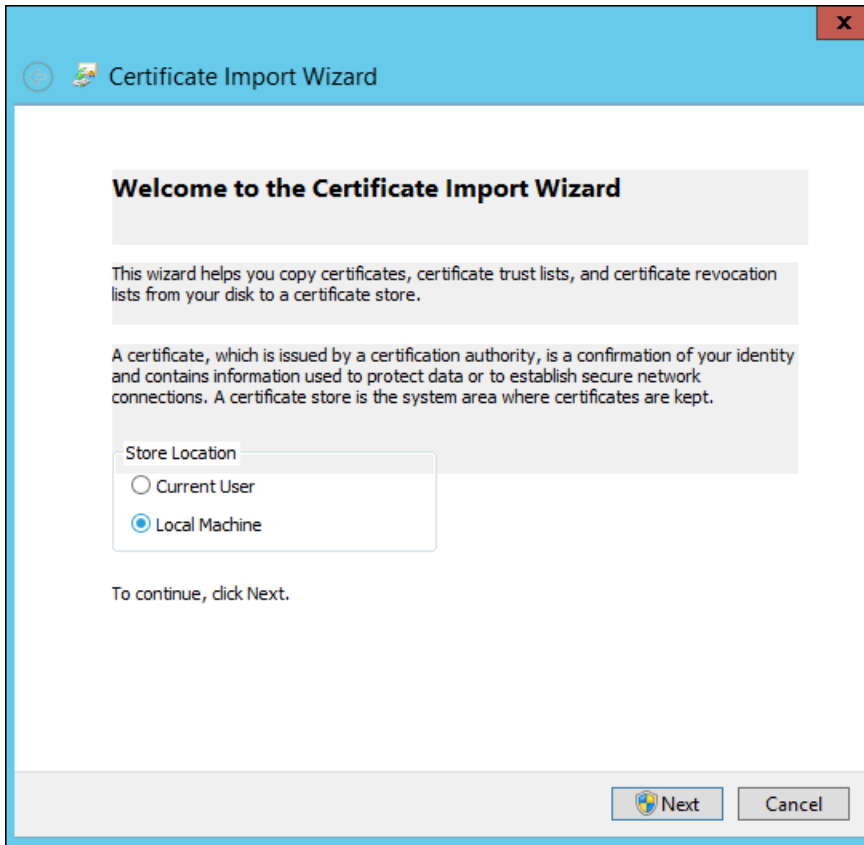 x
Certificate Import Wizard
Welcome to the Certificate Import Wizard
This wizard helps you copy certificates, certificate trust lists, and certificate revocation
lists from your disk to a certificate store.
A certificate, which is issued by a certification authority, is a confirmation of your identity
and contains information used to protect data or to establish secure network
connections. A certificate store is the system area where certificates are kept.
Store Location
Current User
Local Machine
To continue, click Next.
Next Cancel